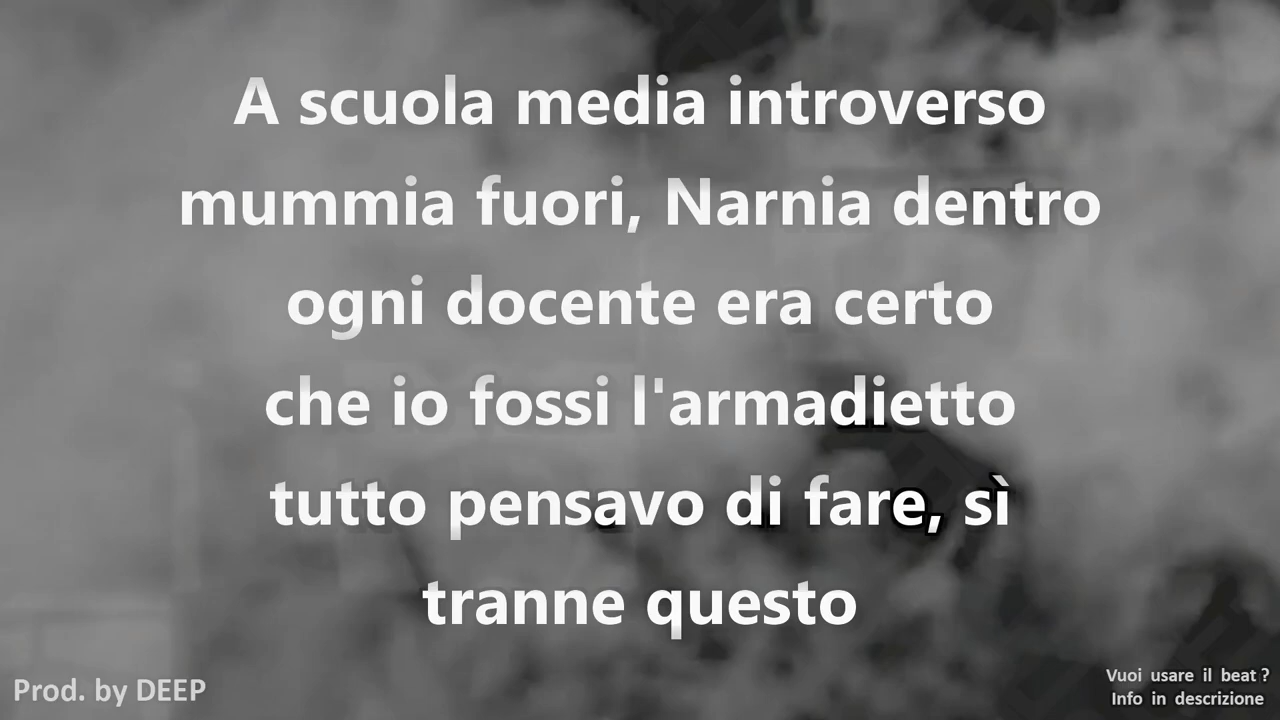 A scuola media introverso
mummia fuori, Narnia dentro
ogni docente era certo
che io fossi l'armadietto
tutto pensavo di fare, sì
tranne questo
Prod. by DEEP
Vuoi usare il beat ?
Info in descrizione